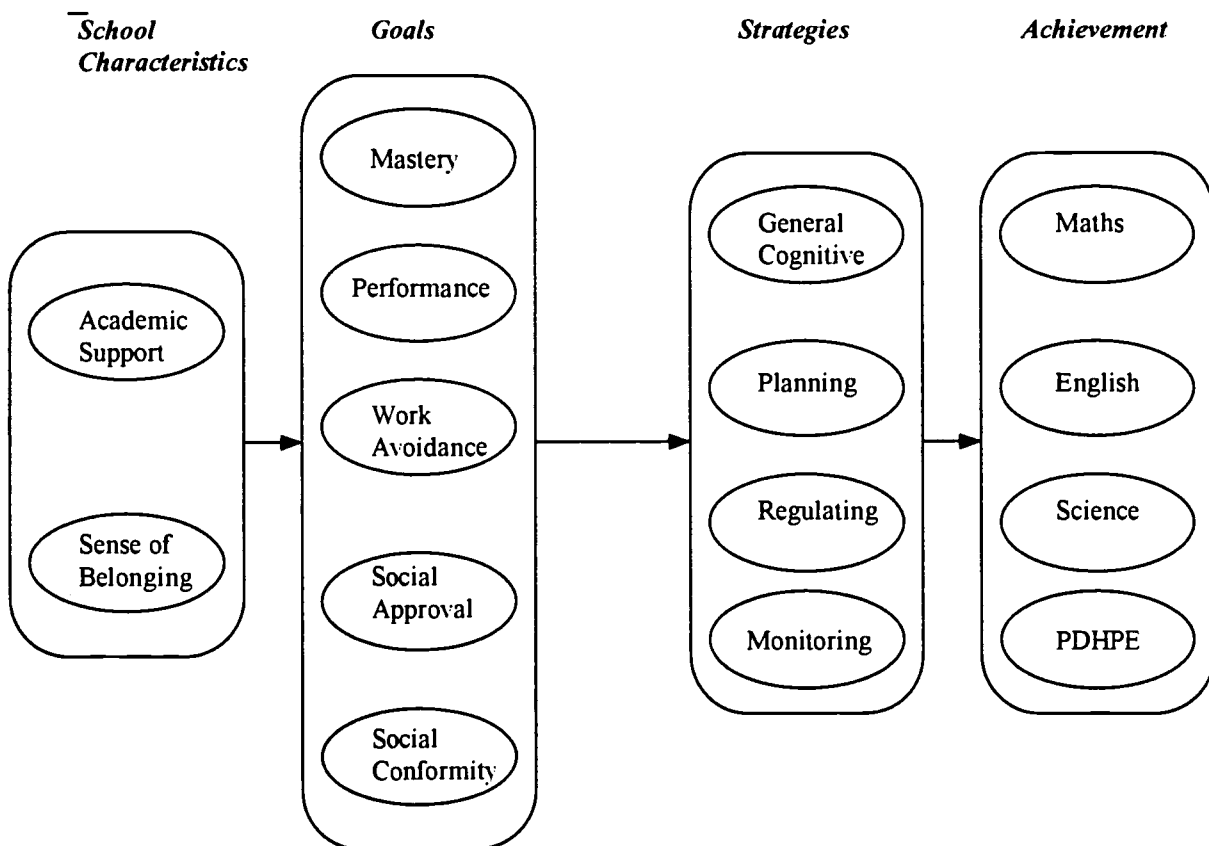 School
Characteristics
Goals
Strategies
Achievement
Academic
Support
Sense of
Belonging
Mastery
Performance
Work
Avoidance
Social
Approval
Social
Conformity
General
Cognitive
Planning
Regulating
Monitoring
Maths
English
Science
PDHPE